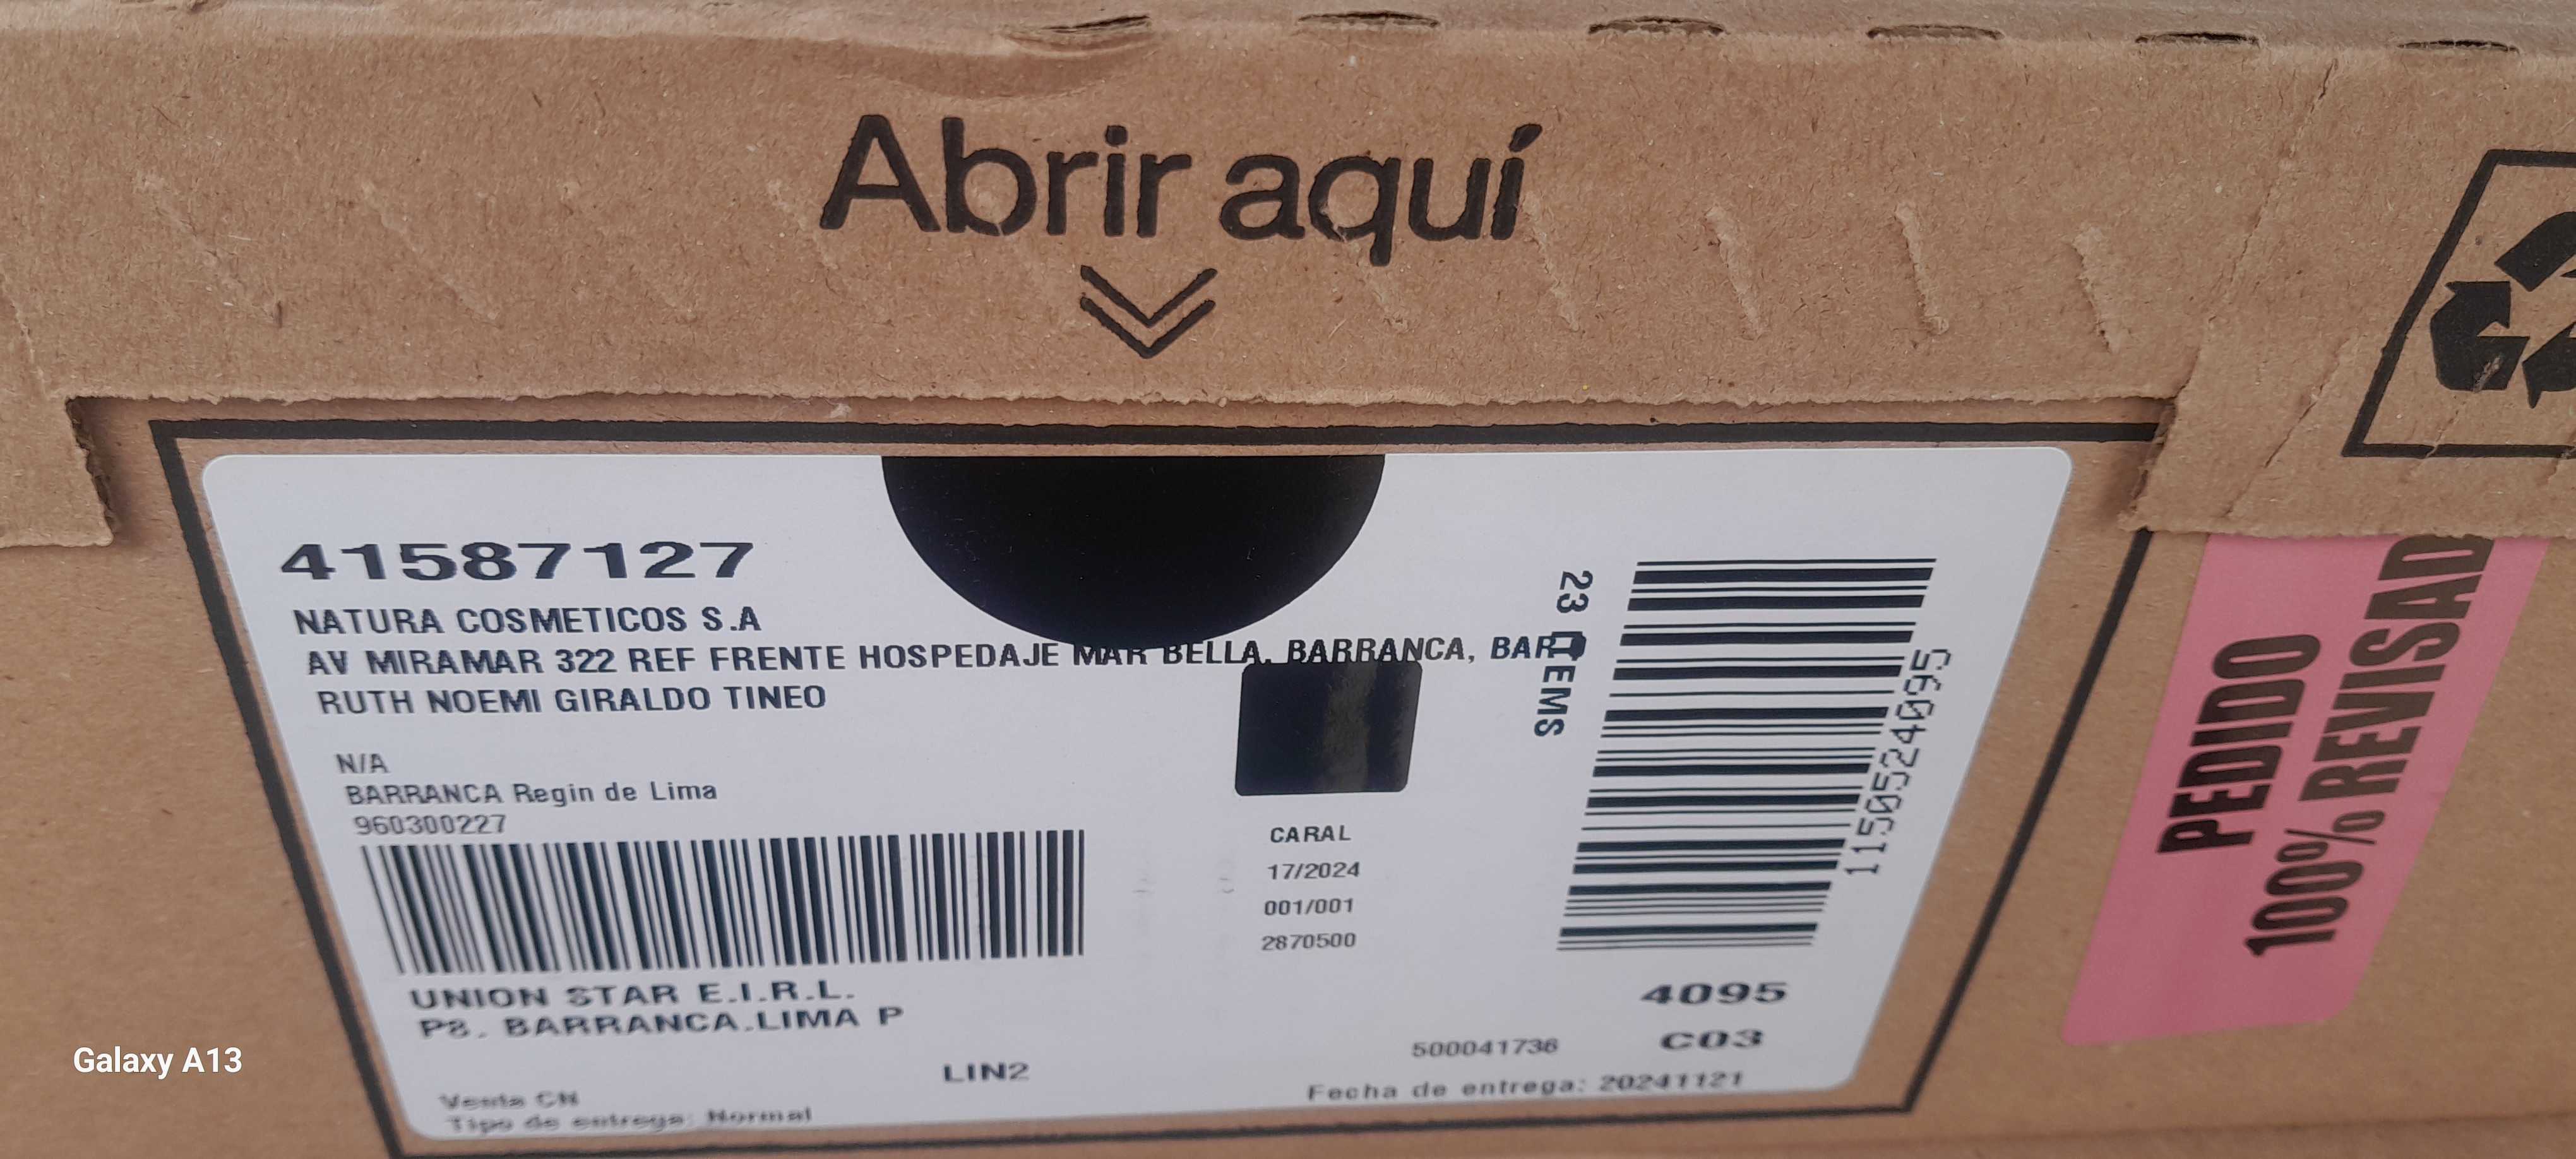 Abrir aquí
41587127
NATURA COSMETICOS S.A
AV MIRAMAR 322 REF FRENTE HOSPEDAJE MAR BELLA, BARRANCA, BAR
RUTH NOEMI GIRALDO TINEO
N/A
BARRANCA Regin de Lima
960300227
UNION STAR E.I.R.L.
P8. BARRANCA.LIMA P
LIN2
Venta CN
Tipo de entrega: Normal
CARAL
17/2024
001/001
2870500
23 ITEMS
115052524095
4095
C03
500041736
Fecha de entrega: 20241121
PEDIDO
100% REVISAD
Galaxy A13